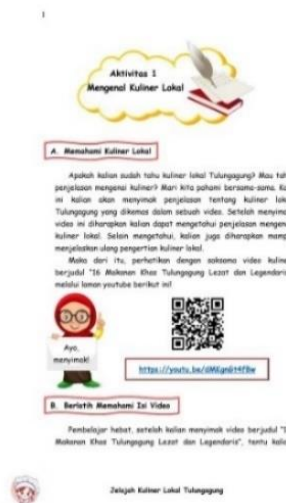 1
Aktivitas 1
Mengenal Kuliner Lokal
A. Memahami Kuliner Lokal
Apakah kalian sudah tahu kuliner lokal Tulungagung? Mau tah
penjelasan mengenai kuliner? Mari kita pahami bersama-sama. Ka
ini kalian akan menyimak penjelasan tentang kuliner lok
Tulungagung yang dikemas dalam sebuah video. Setelah menyima
video ini diharapkan kalian dapat mengetahui penjelasan mengen
kuliner lokal. Selain mengetahui, kalian juga diharapkan mamp
menjelaskan ulang pengertian kuliner lokal.
Maka dari itu, perhatikan dengan saksama video kuline
berjudul "16 Makanan Khas Tulungagung Lezat dan Legendaris
melalui laman youtube berikut ini!
Ayo,
menyimak!
B. Berlatih Memahami Isi Video
Pembelajar hebat, setelah kalian menyimak video berjudul "1
Makanan Khas Tulungagung Lezat dan Legendaris", tentu kalia
Jelajah Kuliner Lokal Tulungagung